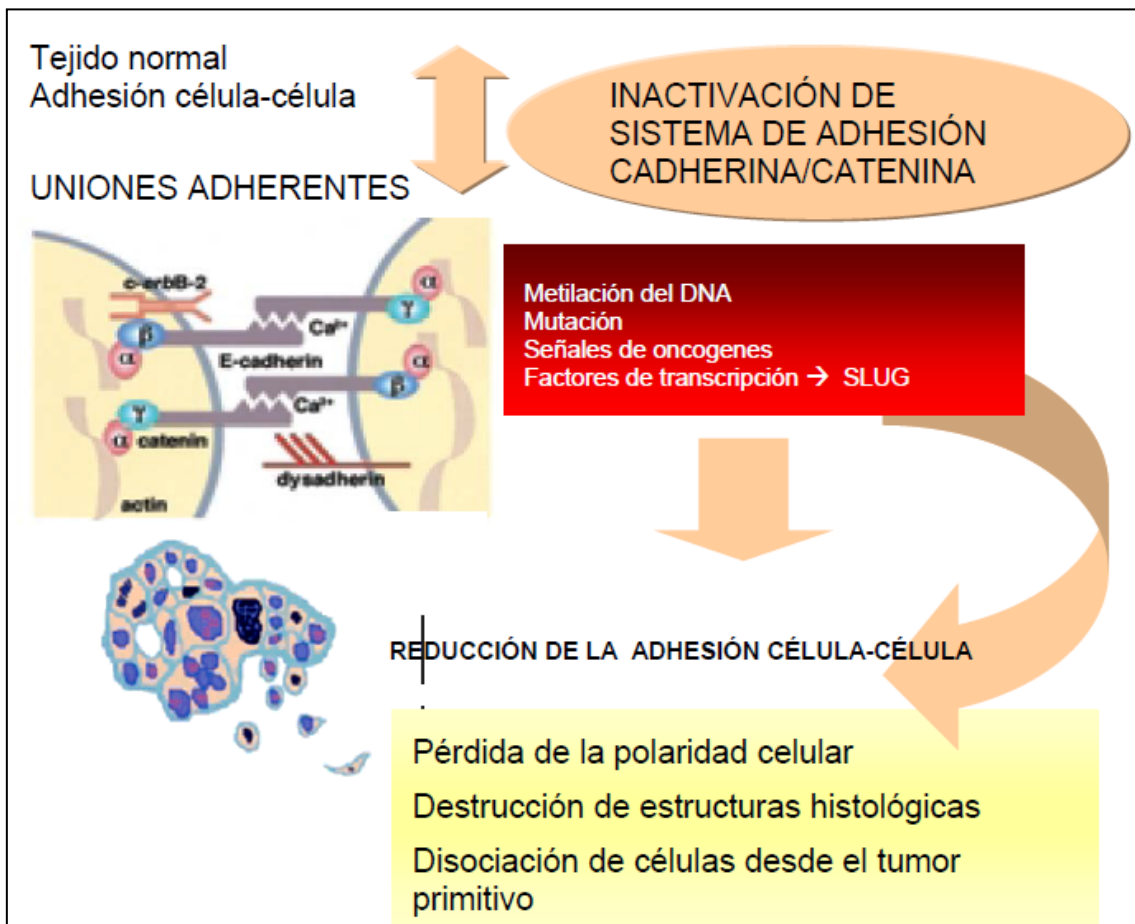 Tejido normal
Adhesión célula-célula
UNIONES ADHERENTES
INACTIVACIÓN DE
SISTEMA DE ADHESIÓN
CADHERINA/CATENINA
c-erbB-2
α
γ
β
Ca²⁺
α
E-cadherin
α
β
γ
Ca²⁺
α catenin
dysadherin
actin
Metilación del DNA
Mutación
Señales de oncogenes
Factores de transcripción → SLUG
REDUCCIÓN DE LA ADHESIÓN CÉLULA-CÉLULA
Pérdida de la polaridad celular
Destrucción de estructuras histológicas
Disociación de células desde el tumor
primitivo